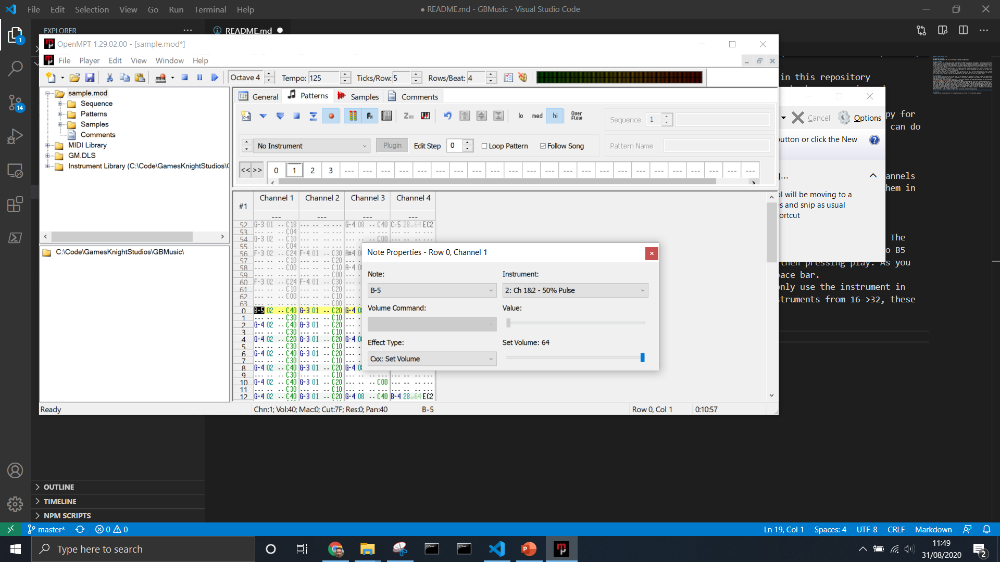 File Edit Selection View Go Run Terminal Help
● README.md - GBMusic - Visual Studio Code
EXPLORER
README.md
1
14
OpenMPT 1.29.02.00 - [sample.mod*]
File Player Edit View Window Help
Octave 4 Tempo: 125 Ticks/Row: 5 Rows/Beat: 4
sample.mod
Sequence
Patterns
Samples
Comments
MIDI Library
GM.DLS
Instrument Library (C:\Code\GamesKnightStudios\
C:\Code\GamesKnightStudios\GBMusic\
General Patterns Samples Comments
Fx Zxx lo med hi Over Flow
Sequence 1
No Instrument Plugin Edit Step 0 Loop Pattern Follow Song
Pattern Name
<< >> 0 1 2 3 --- --- --- --- --- --- --- --- --- --- --- --- --- --- --- --- --- --- ---
#1 Channel 1 Channel 2 Channel 3 Channel 4
--- --- --- ---
52 G-3 01 -- C18 --- -- -- --- G-4 08 -- C40 C-5 28v64 EC2
53 --- -- -- C04
54 G-3 02 -- C10 C00
55 --- -- -- C04
56 F-3 02 -- C24 F-4 01 -- C30 A#4 08
57 --- -- -- C10 --- -- -- C20
58 --- -- -- C00 --- -- -- C10 A-4 08
59 --- -- -- --- --- -- -- C00
60 F-3 02 -- C24 F-4 01 -- C30
61 --- -- -- C10 --- -- -- C20
62 --- -- -- C00 --- -- -- C10
63 --- -- -- --- --- -- -- C00
0 B-5 02 -- C40 G-3 01 -- C20 G-4 08
1 --- -- -- C30 --- -- -- C10
2 G-4 02 -- C40 G-3 01 -- C20
3 --- -- -- C30 --- -- -- C10
4 G-4 02 -- C20 G-3 01 -- C20 G-4 08
5 --- -- -- C30 --- -- -- C10
6 G-4 02 -- C40 G-3 01 -- C20
7 --- -- -- C30 --- -- -- C10
8 G-4 02 -- C40 G-3 01 -- C20 G-4 08
9 --- -- -- C30 --- -- -- C10 --- -- -- --- --- -- -- ---
10 G-4 02 -- C40 G-3 01 -- C20 --- -- -- C00 --- -- -- ---
11 --- -- -- C30 --- -- -- C10 --- -- -- --- --- -- -- ---
12 G-4 02 -- C40 G-3 01 -- C20 G-4 08 -- C40 B-4 28v64 EC2
Note Properties - Row 0, Channel 1
Note: Instrument:
B-5 2: Ch 1&2 - 50% Pulse
Volume Command: Value:
Effect Type: Set Volume: 64
Cxx: Set Volume
Ready Chn:1; Vol:40; Mac:0; Cut:7F; Res:0; Pan:40 B-5 Row 0, Col 1 0:10:57
in this repository
Cancel Options
py for
can do
utton or click the New
...
annels
hem in
ol will be moving to a
s and snip as usual
ortcut
The
o B5
then pressing play. As you
pace bar.
only use the instrument in
struments from 16->32, these
OUTLINE
TIMELINE
NPM SCRIPTS
master* 0 0 Ln 19, Col 1 Spaces: 4 UTF-8 CRLF Markdown
Type here to search
11:49
31/08/2020
2